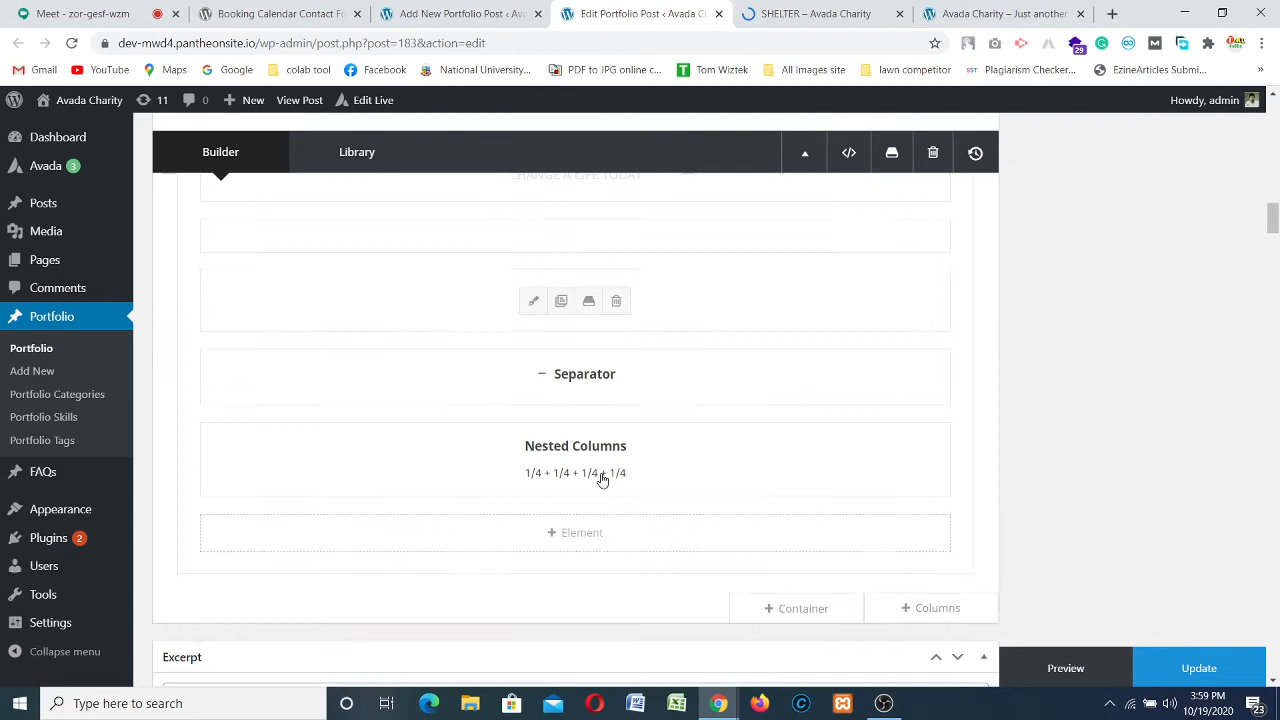 Booking Calendar Contact Fo
Add New Portfolio Post ‹ Avada C
Edit Portfolio Post ‹ Avada Ch
SHELTER – Avada Charity
Avada Charity – Just another
dev-mwd4.pantheonsite.io/wp-admin/post.php?post=183&action=edit
29
Gmail
YouTube
Maps
Google
colab tool
Facebook
National University...
PDF to JPG online c...
Tom Wiztek
All Images site
lawn competitor
Plagiarism Checker...
EzineArticles Submi...
Avada Charity
11
0
New
View Post
Edit Live
Howdy, admin
Dashboard
Avada 3
Posts
Media
Pages
Comments
Portfolio
Portfolio
Add New
Portfolio Categories
Portfolio Skills
Portfolio Tags
FAQs
Appearance
Plugins 2
Users
Tools
Settings
Collapse menu
Builder
Library
CHANGE A LIFE TODAY
Separator
Nested Columns
1/4 + 1/4 + 1/4 + 1/4
+ Element
+ Container
+ Columns
Excerpt
Preview
Update
Type here to search
3:59 PM
10/19/2020
23